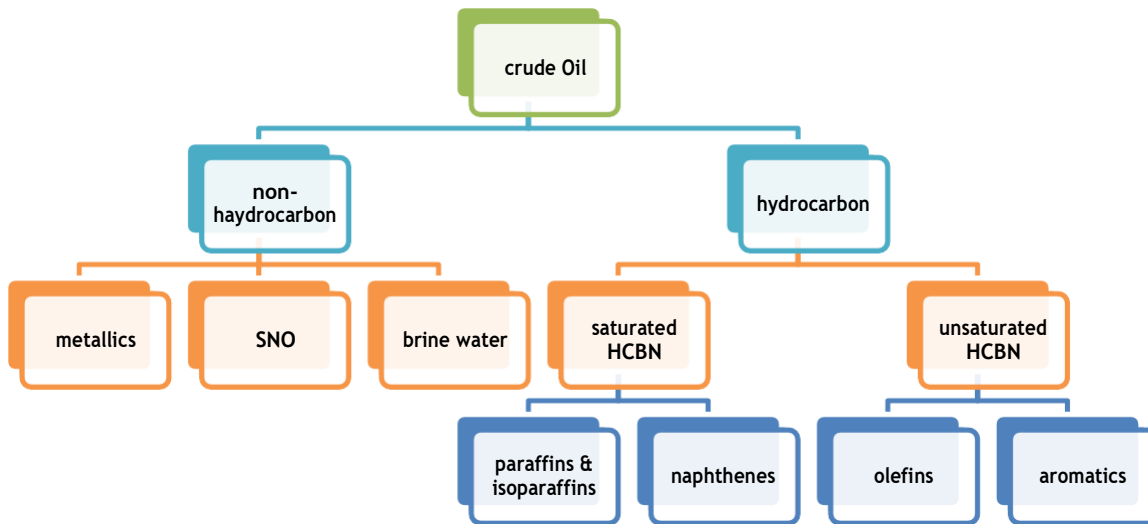 crude Oil
non-
haydrocarbon
hydrocarbon
metallics
SNO
brine water
saturated
HCBN
unsaturated
HCBN
paraffins &
isoparaffins
naphthenes
olefins
aromatics